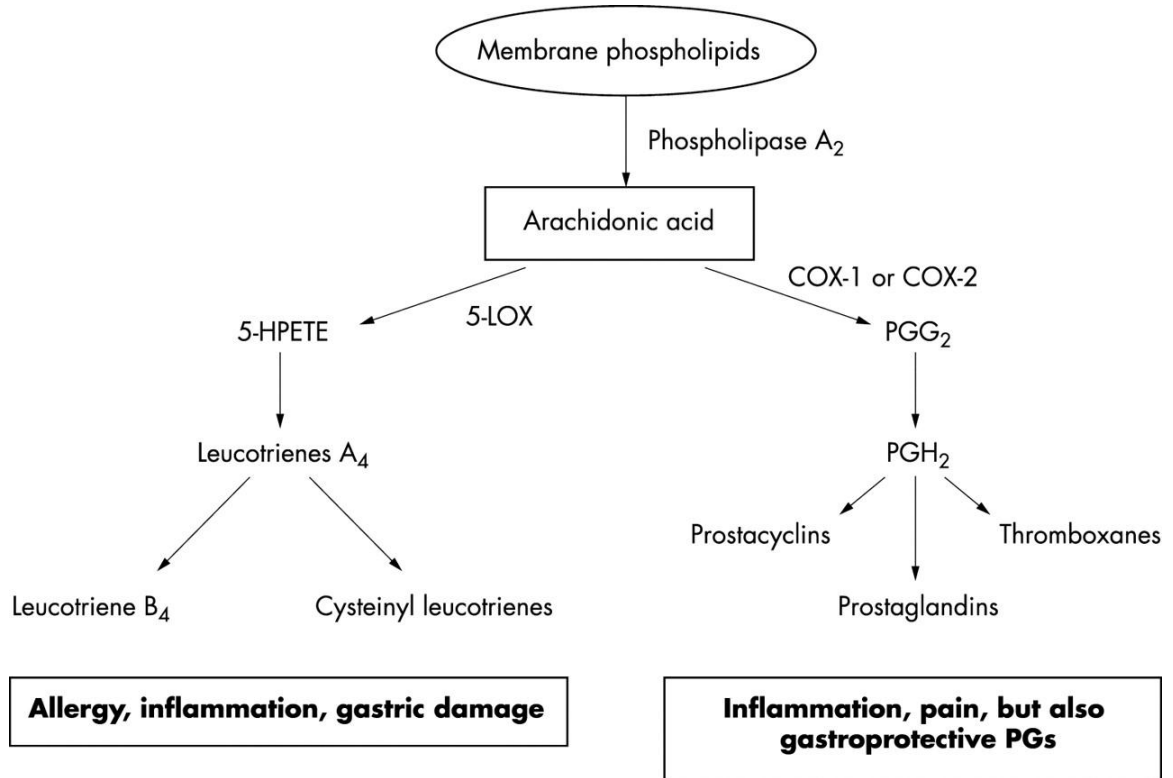 Membrane phospholipids
Phospholipase A₂
Arachidonic acid
COX-1 or COX-2
5-LOX
5-HPETE
PGG₂
Leucotrienes A₄
PGH₂
Prostacyclins
Thromboxanes
Leucotriene B₄
Cysteinyl leucotrienes
Prostaglandins
Allergy, inflammation, gastric damage
Inflammation, pain, but also
gastroprotective PGs